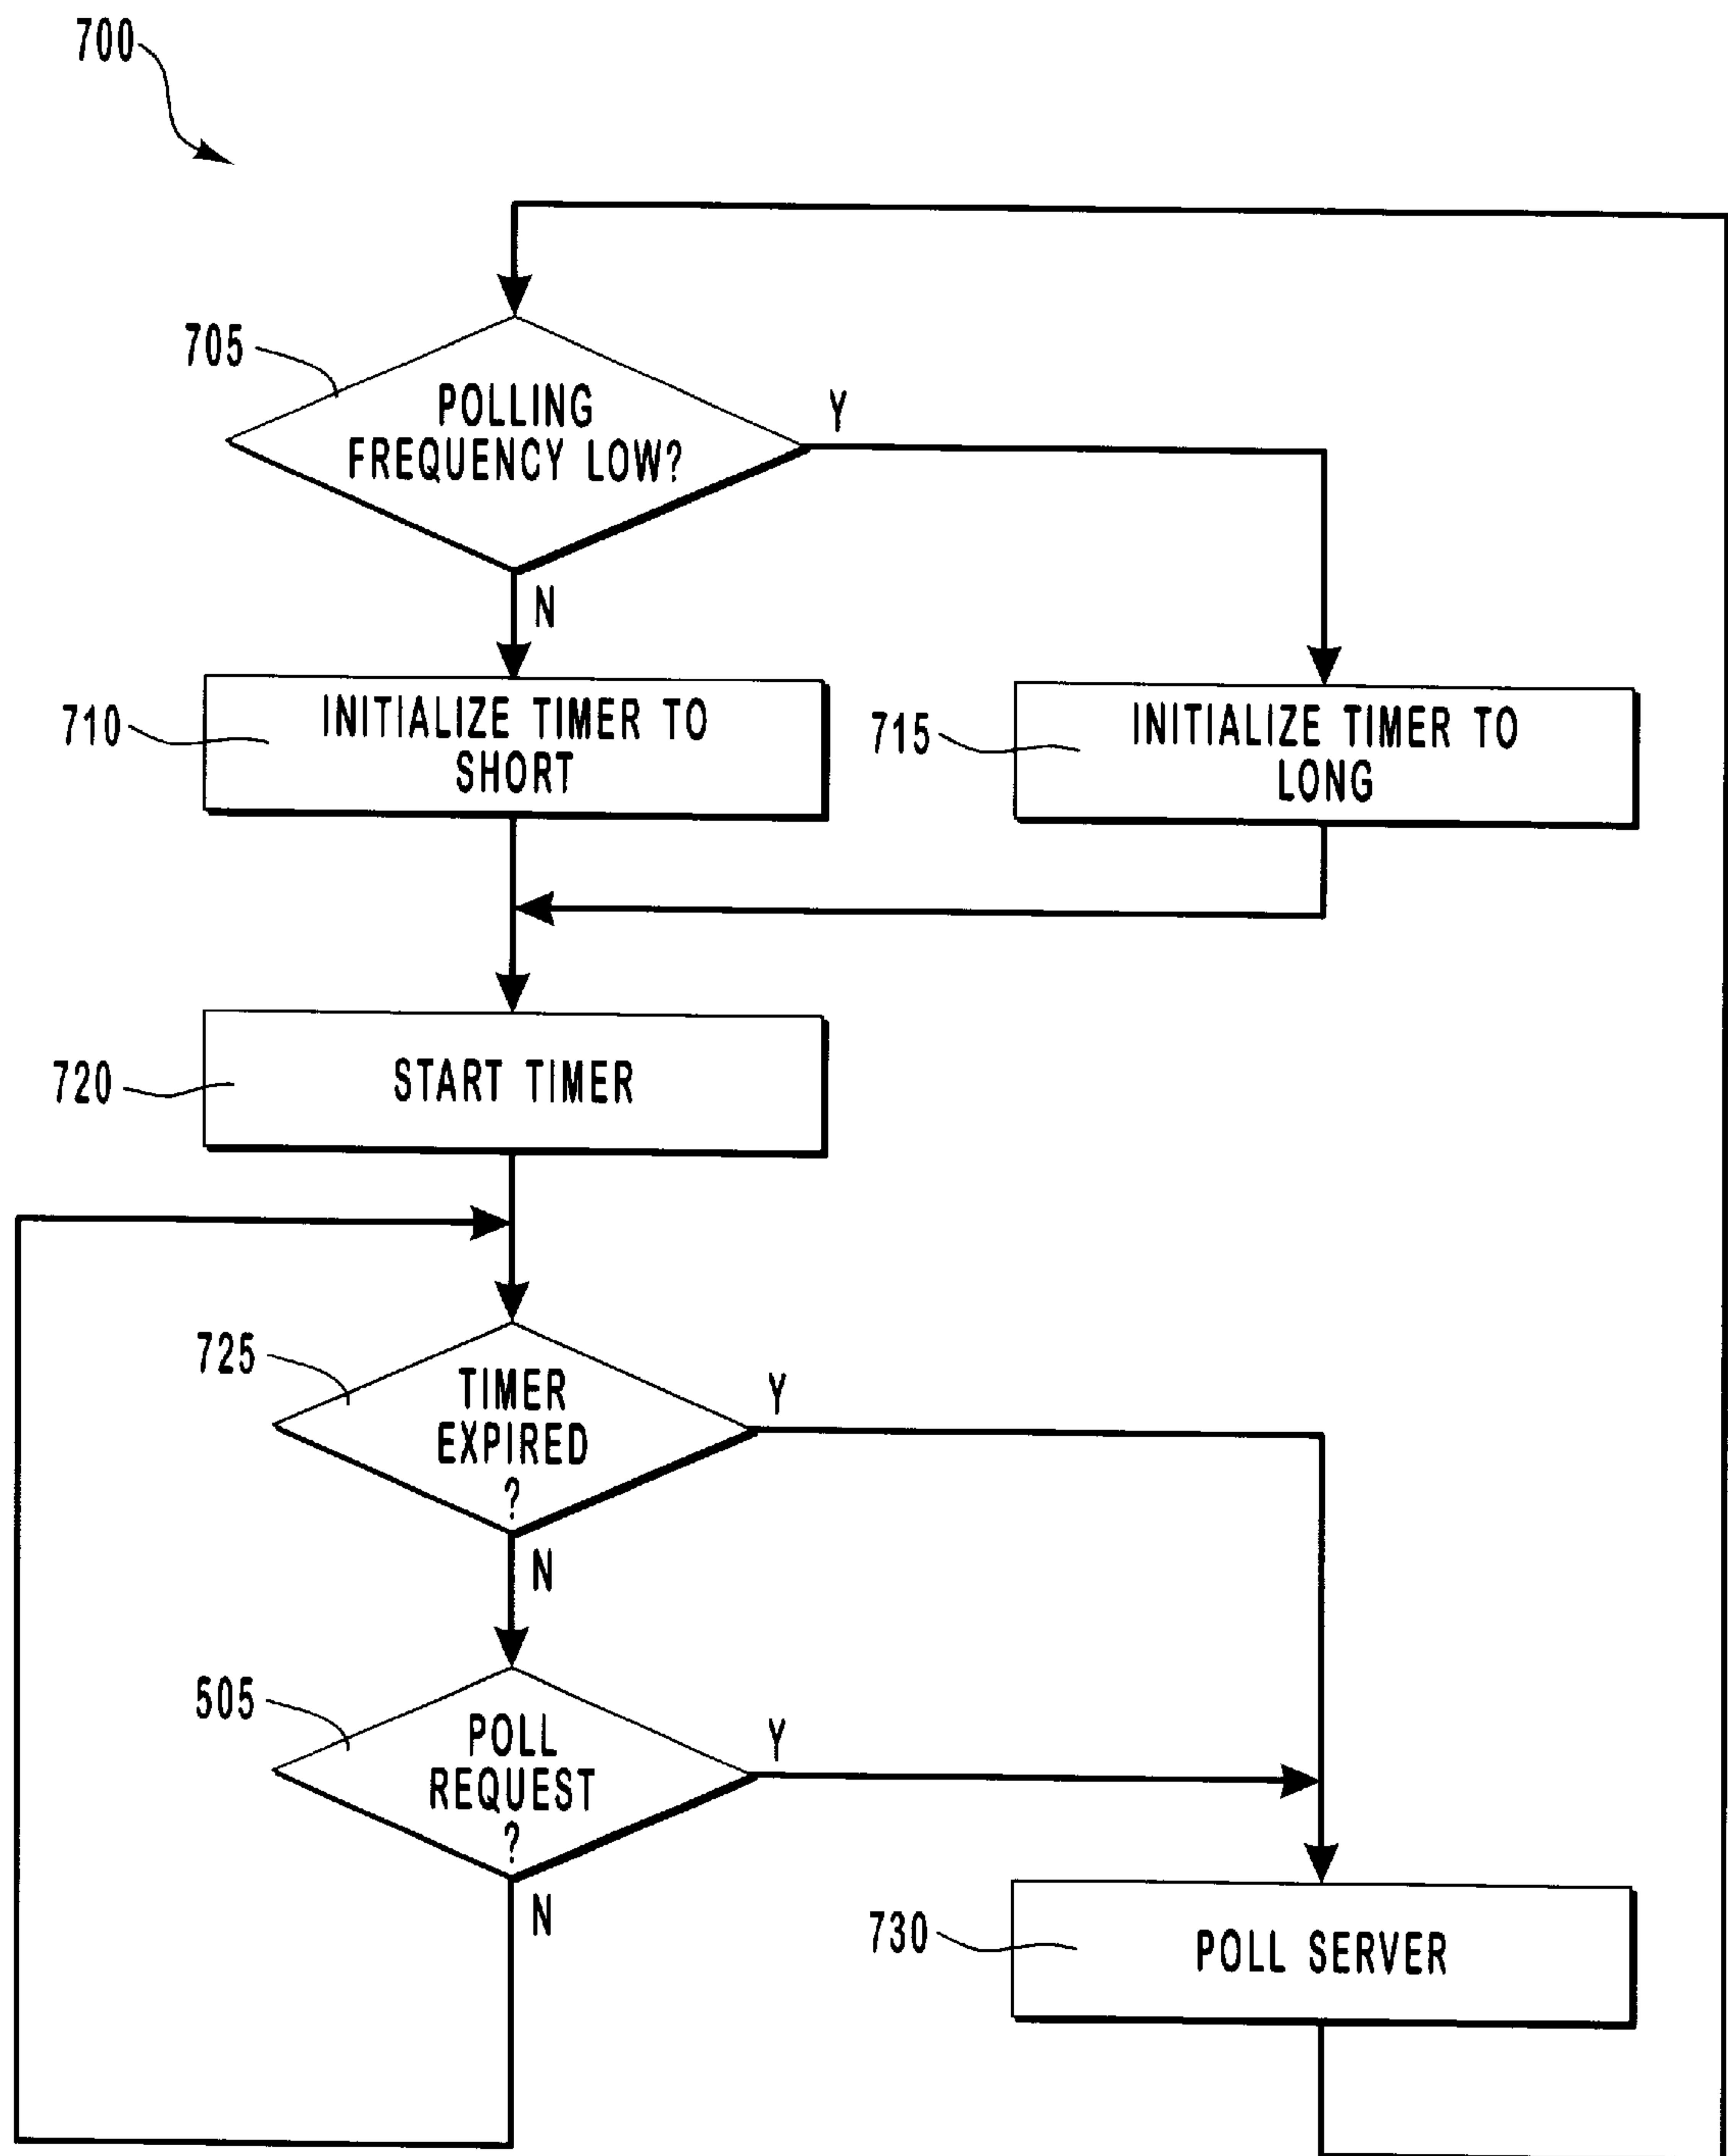 700
705
POLLING
FREQUENCY LOW?
Y
N
710
INITIALIZE TIMER TO
SHORT
715
INITIALIZE TIMER TO
LONG
720
START TIMER
725
TIMER
EXPIRED
?
Y
N
505
POLL
REQUEST
?
Y
N
730
POLL SERVER